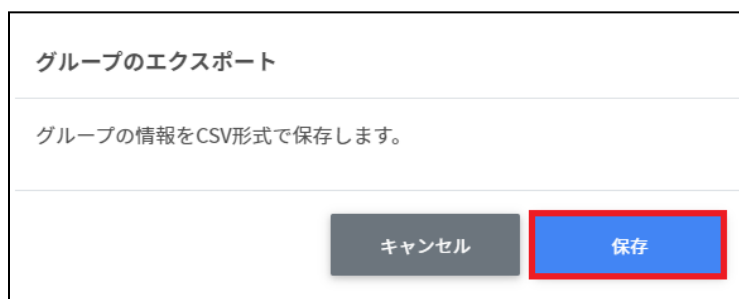 グループのエクスポート
グループの情報をCSV形式で保存します。
キャンセル 保存